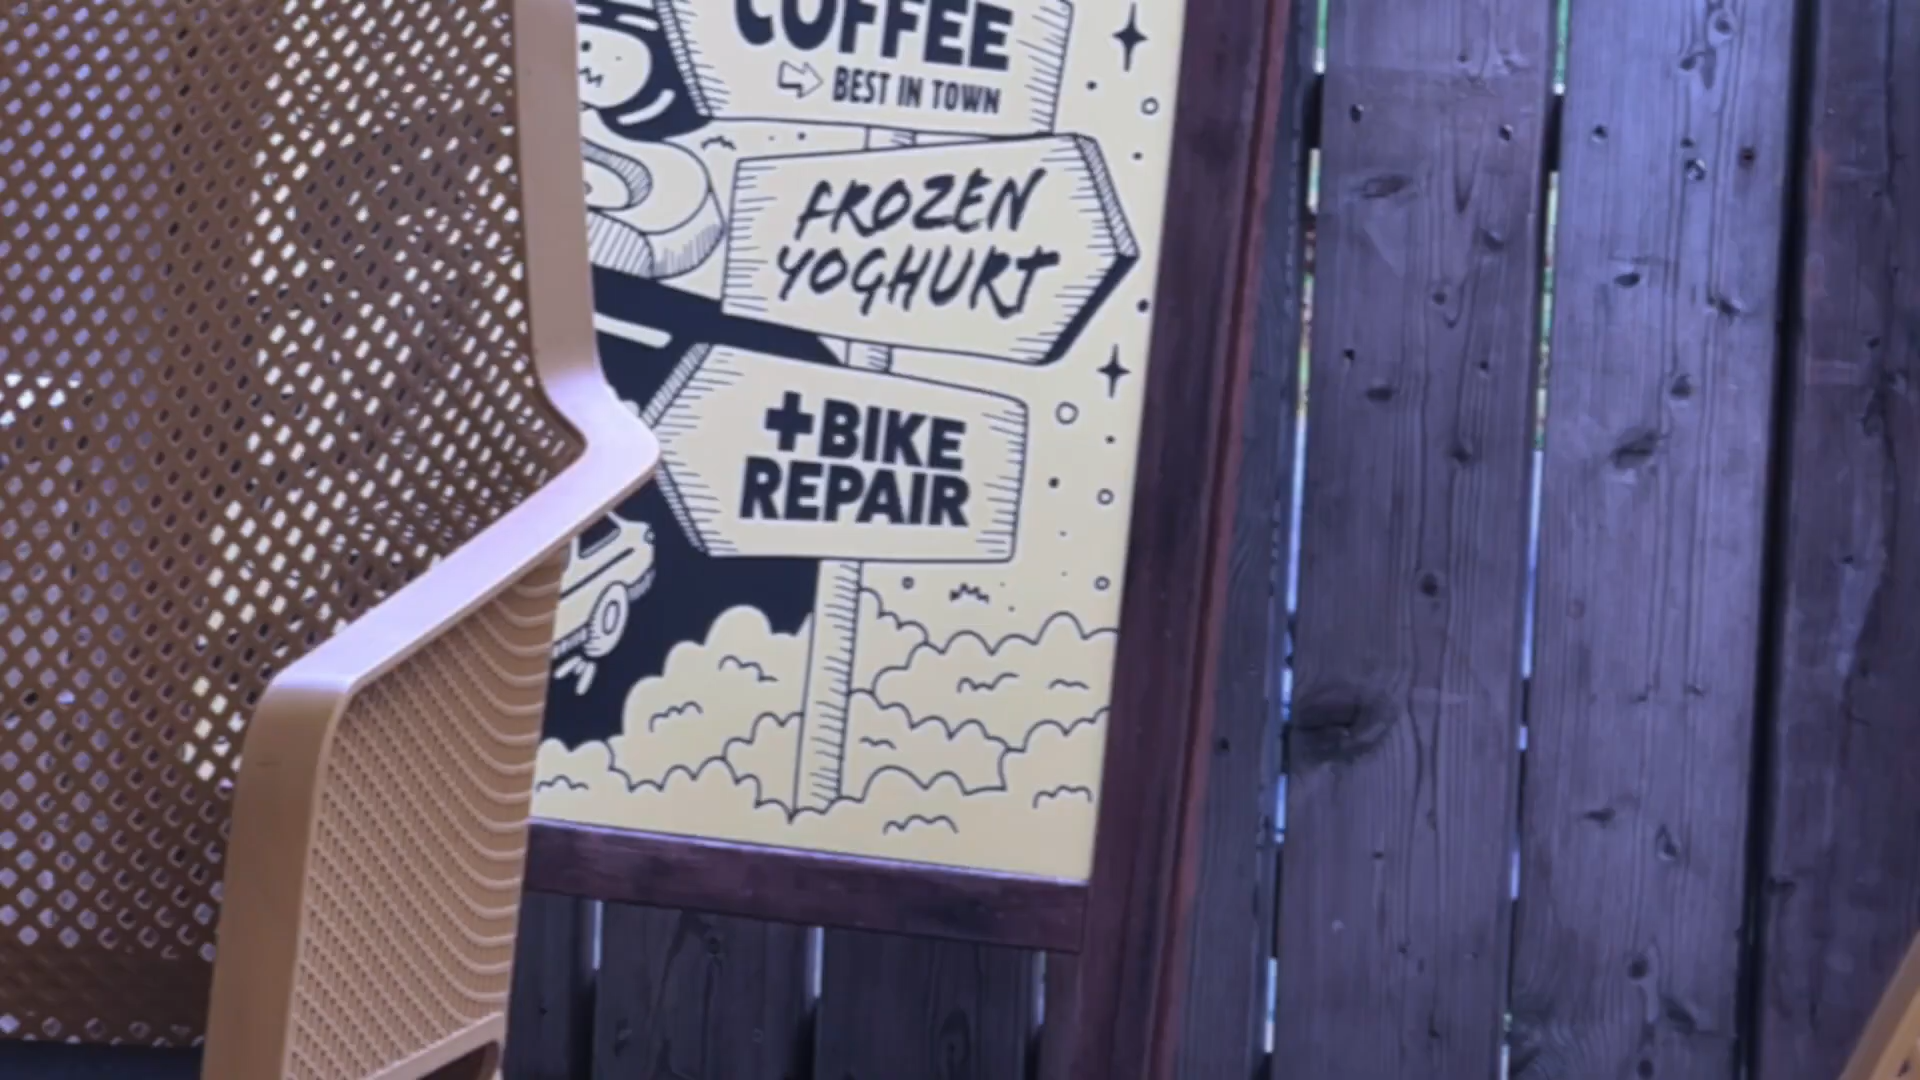 COFFEE
BEST IN TOWN
FROZEN
YOGHURT
+BIKE
REPAIR